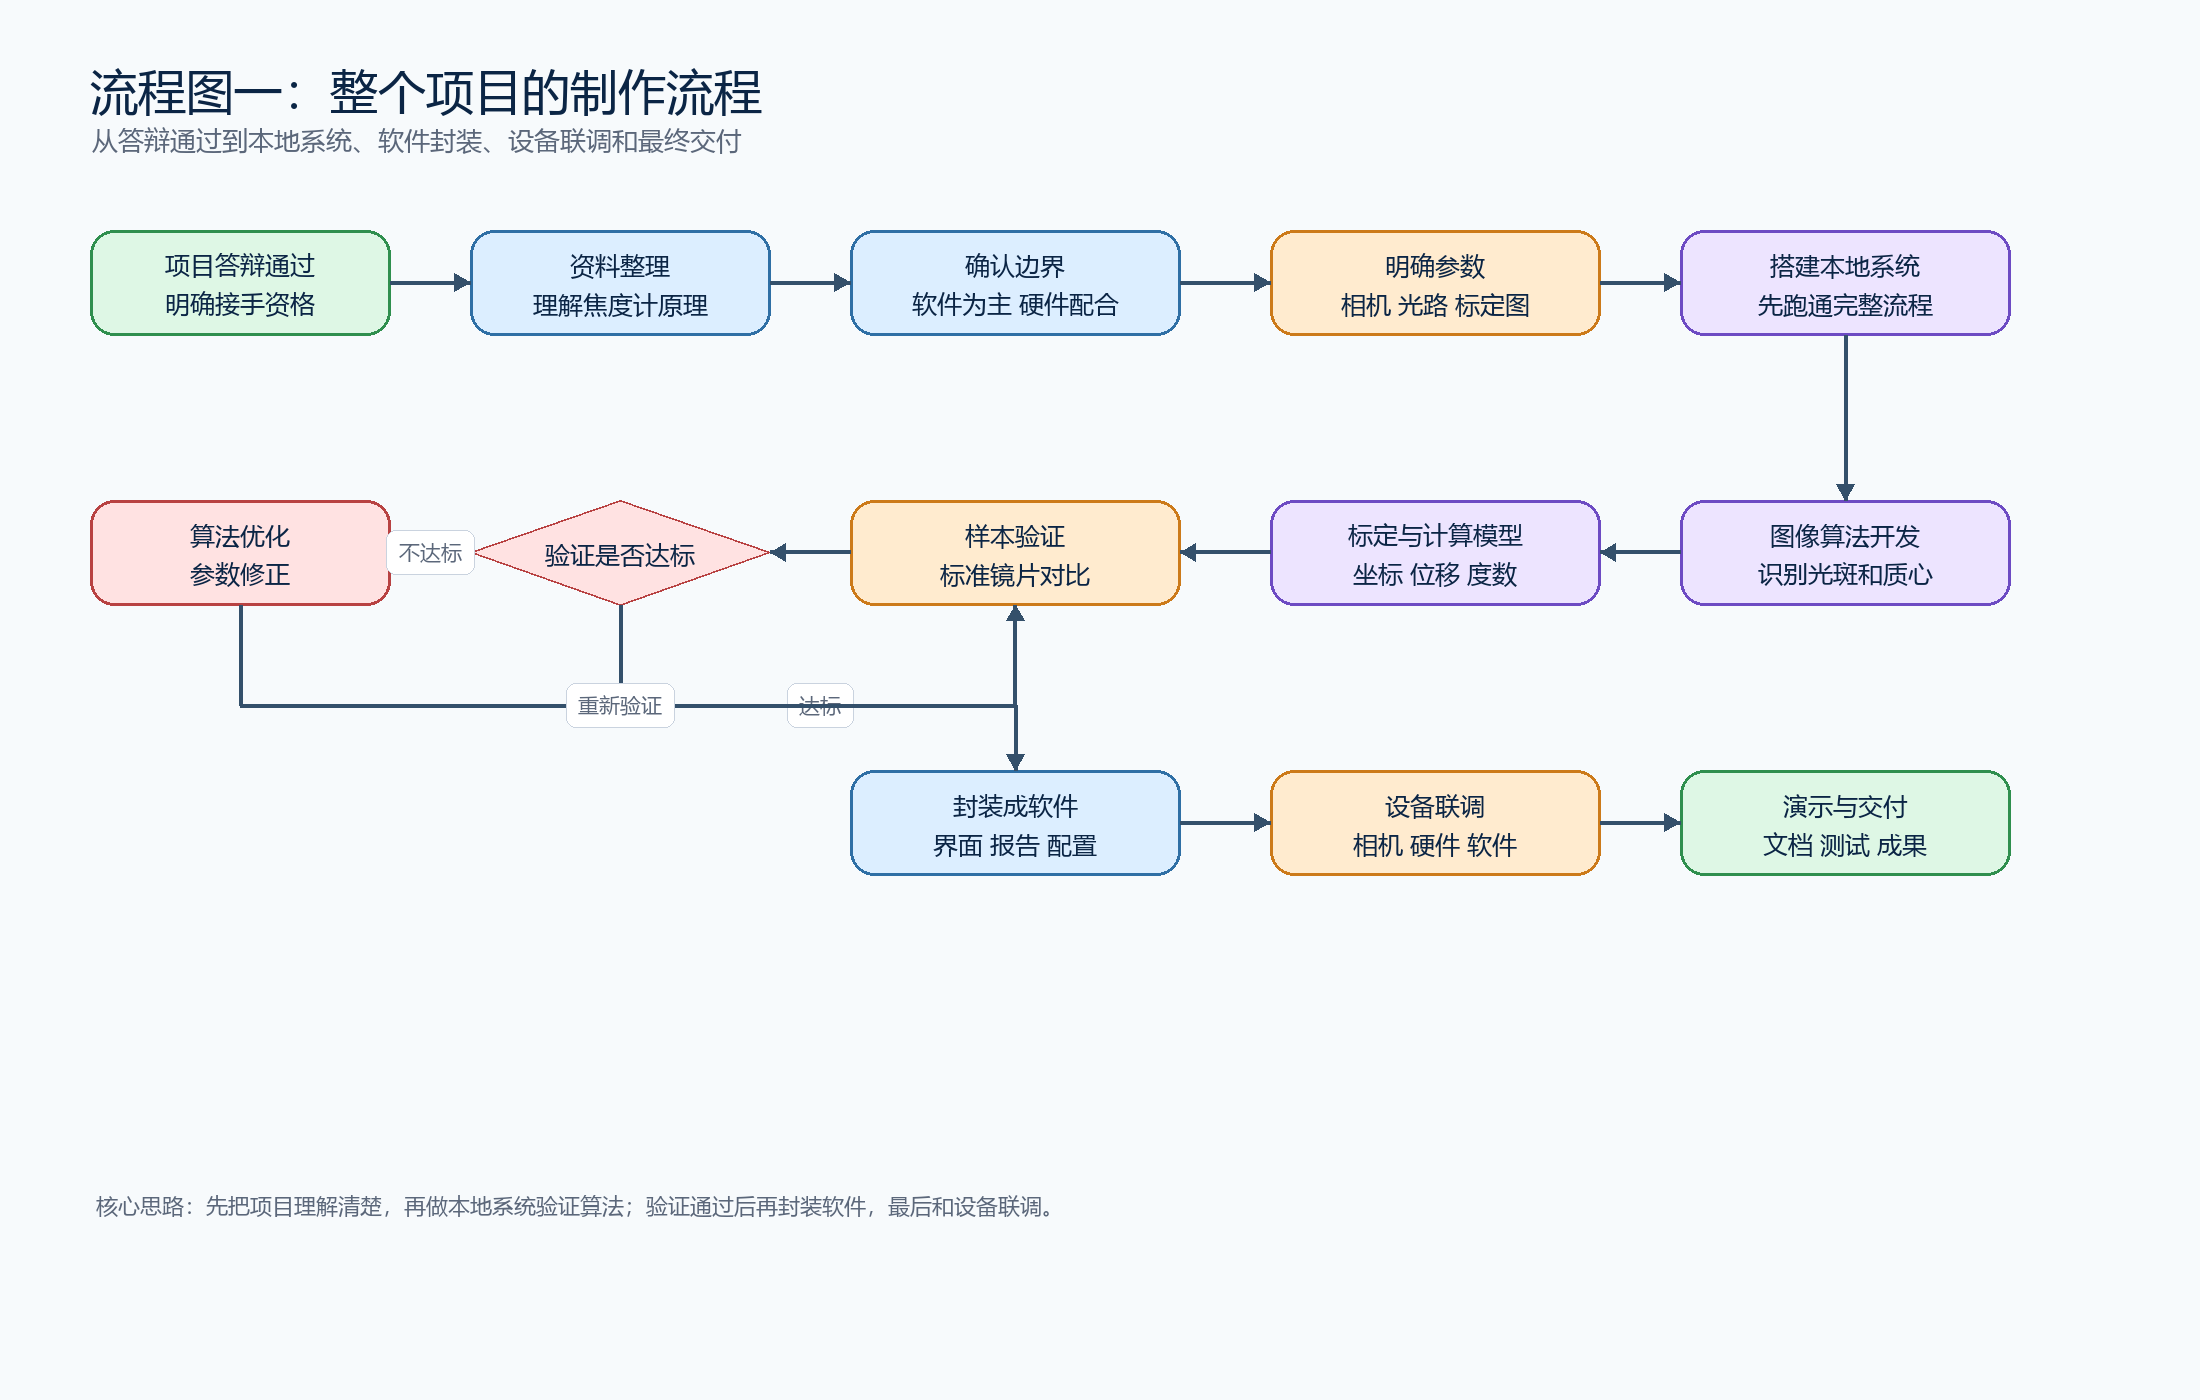 流程图一：整个项目的制作流程
从答辩通过到本地系统、软件封装、设备联调和最终交付
项目答辩通过
明确接手资格
资料整理
理解焦度计原理
确认边界
软件为主 硬件配合
明确参数
相机 光路 标定图
搭建本地系统
先跑通完整流程
图像算法开发
识别光斑和质心
标定与计算模型
坐标 位移 度数
样本验证
标准镜片对比
验证是否达标
不达标
算法优化
参数修正
重新验证
达标
封装成软件
界面 报告 配置
设备联调
相机 硬件 软件
演示与交付
文档 测试 成果
核心思路：先把项目理解清楚，再做本地系统验证算法；验证通过后再封装软件，最后和设备联调。